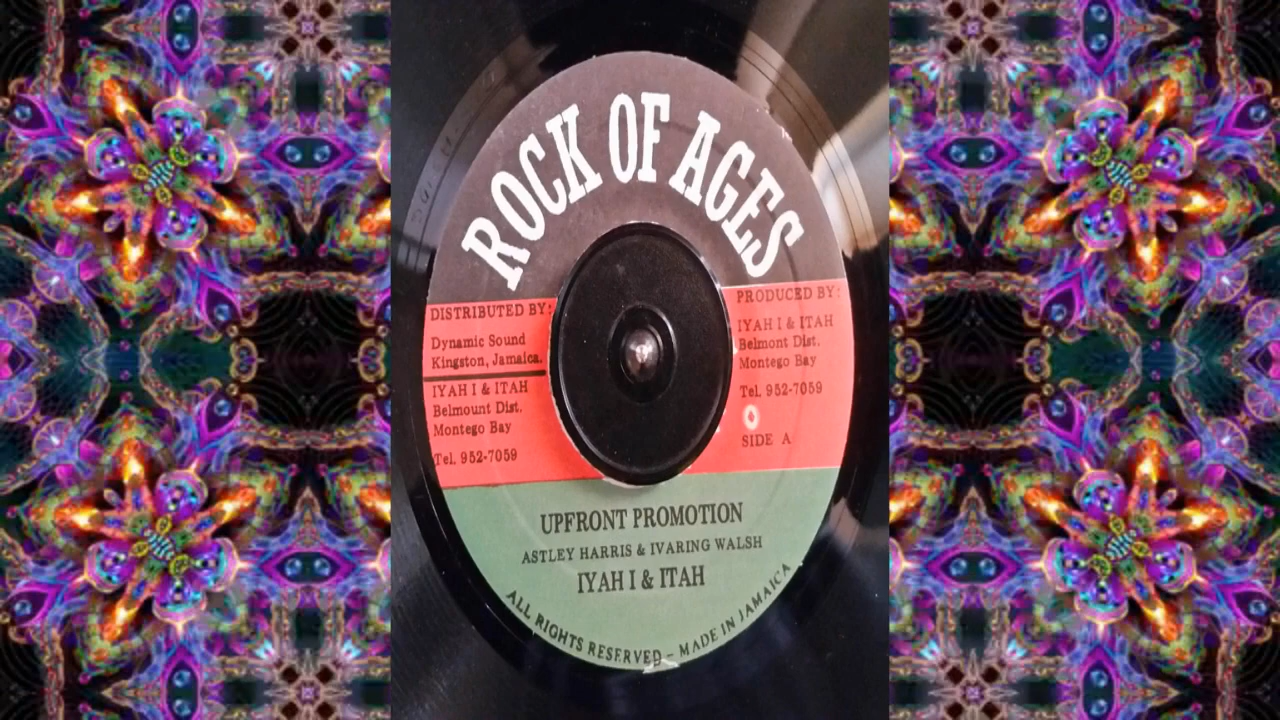 ROCK OF AGES
DISTRIBUTED BY:
Dynamic Sound
Kingston, Jamaica.
IYAH I & ITAH
Belmount Dist.
Montego Bay
Tel. 952-7059
PRODUCED BY:
IYAH I & ITAH
Belmont Dist.
Montego Bay
Tel. 952-7059
SIDE A
UPFRONT PROMOTION
ASTLEY HARRIS & IVARING WALSH
IYAH I & ITAH
ALL RIGHTS RESERVED - MADE IN JAMAICA